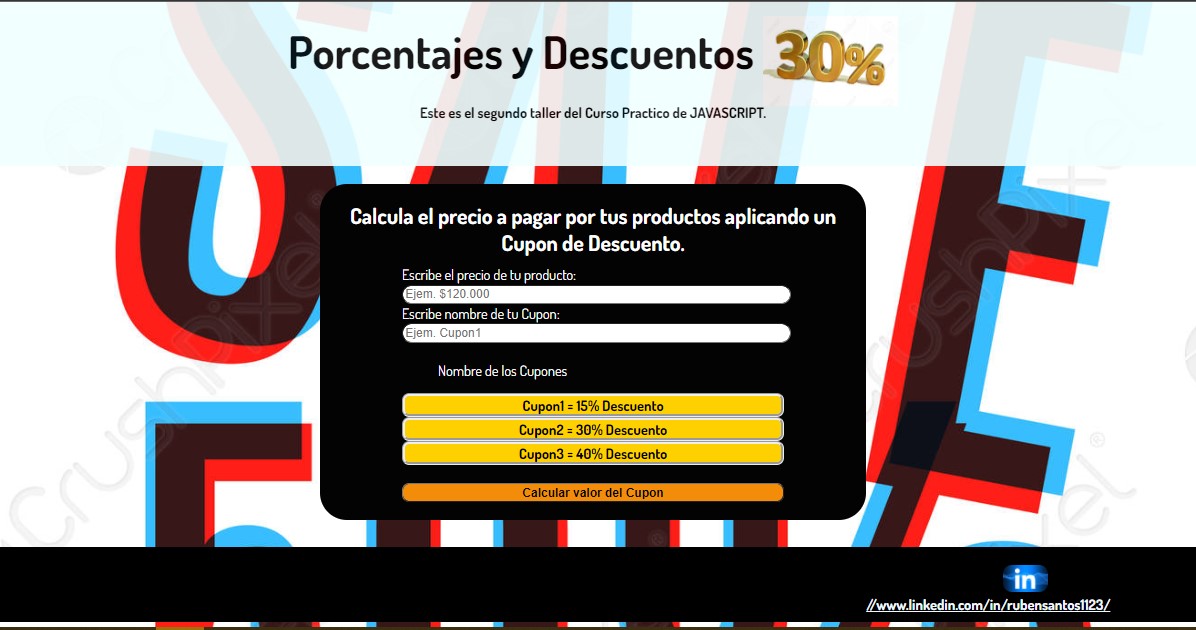 Porcentajes y Descuentos 30%
Este es el segundo taller del Curso Practico de JAVASCRIPT.
SALE
Calcula el precio a pagar por tus productos aplicando un
Cupon de Descuento.
Escribe el precio de tu producto:
Ejem. $120.000
Escribe nombre de tu Cupon:
Ejem. Cupon1
Nombre de los Cupones
Cupon1 = 15% Descuento
Cupon2 = 30% Descuento
Cupon3 = 40% Descuento
Calcular valor del Cupon
crushpixel
crushpixel
in
//www.linkedin.com/in/rubensantos1123/